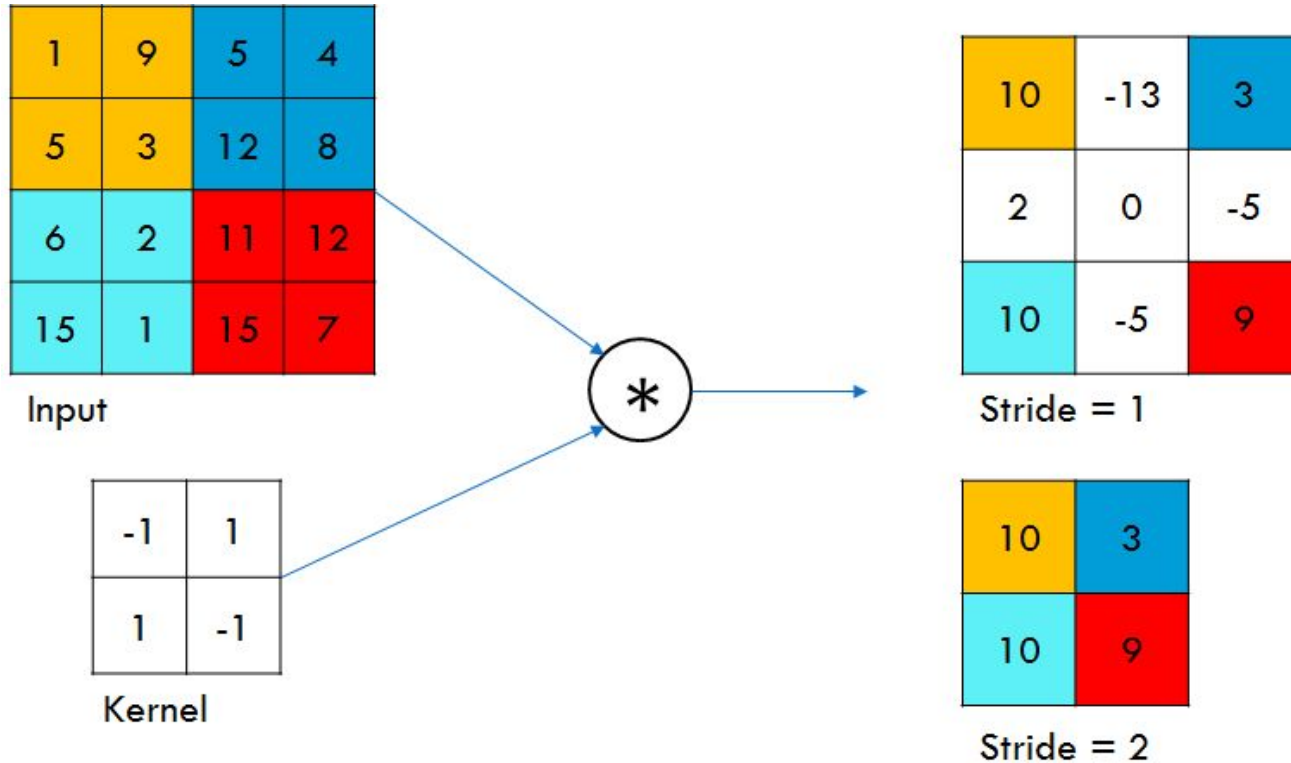 1 9 5 4
5 3 12 8
6 2 11 12
15 1 15 7
Input
-1 1
1 -1
Kernel
*
10 -13 3
2 0 -5
10 -5 9
Stride = 1
10 3
10 9
Stride = 2